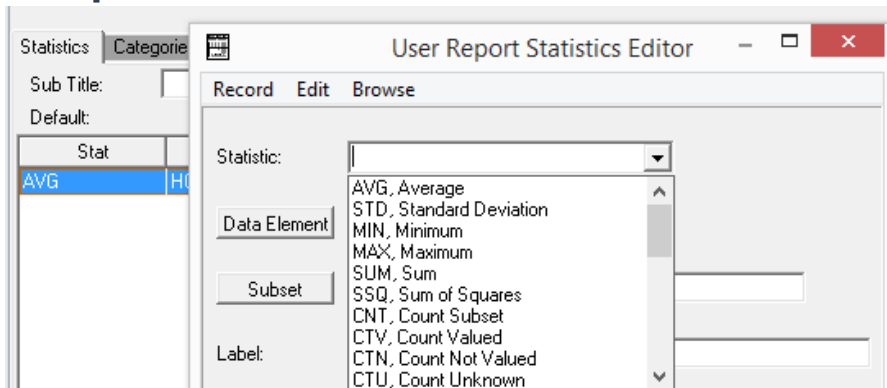 User Report Statistics Editor
Statistics Categorie
Sub Title:
Default:
Stat
AVG
Record Edit Browse
Statistic:
AVG, Average
STD, Standard Deviation
MIN, Minimum
MAX, Maximum
SUM, Sum
SSQ, Sum of Squares
CNT, Count Subset
CTV, Count Valued
CTN, Count Not Valued
CTU, Count Unknown
Data Element
Subset
Label: